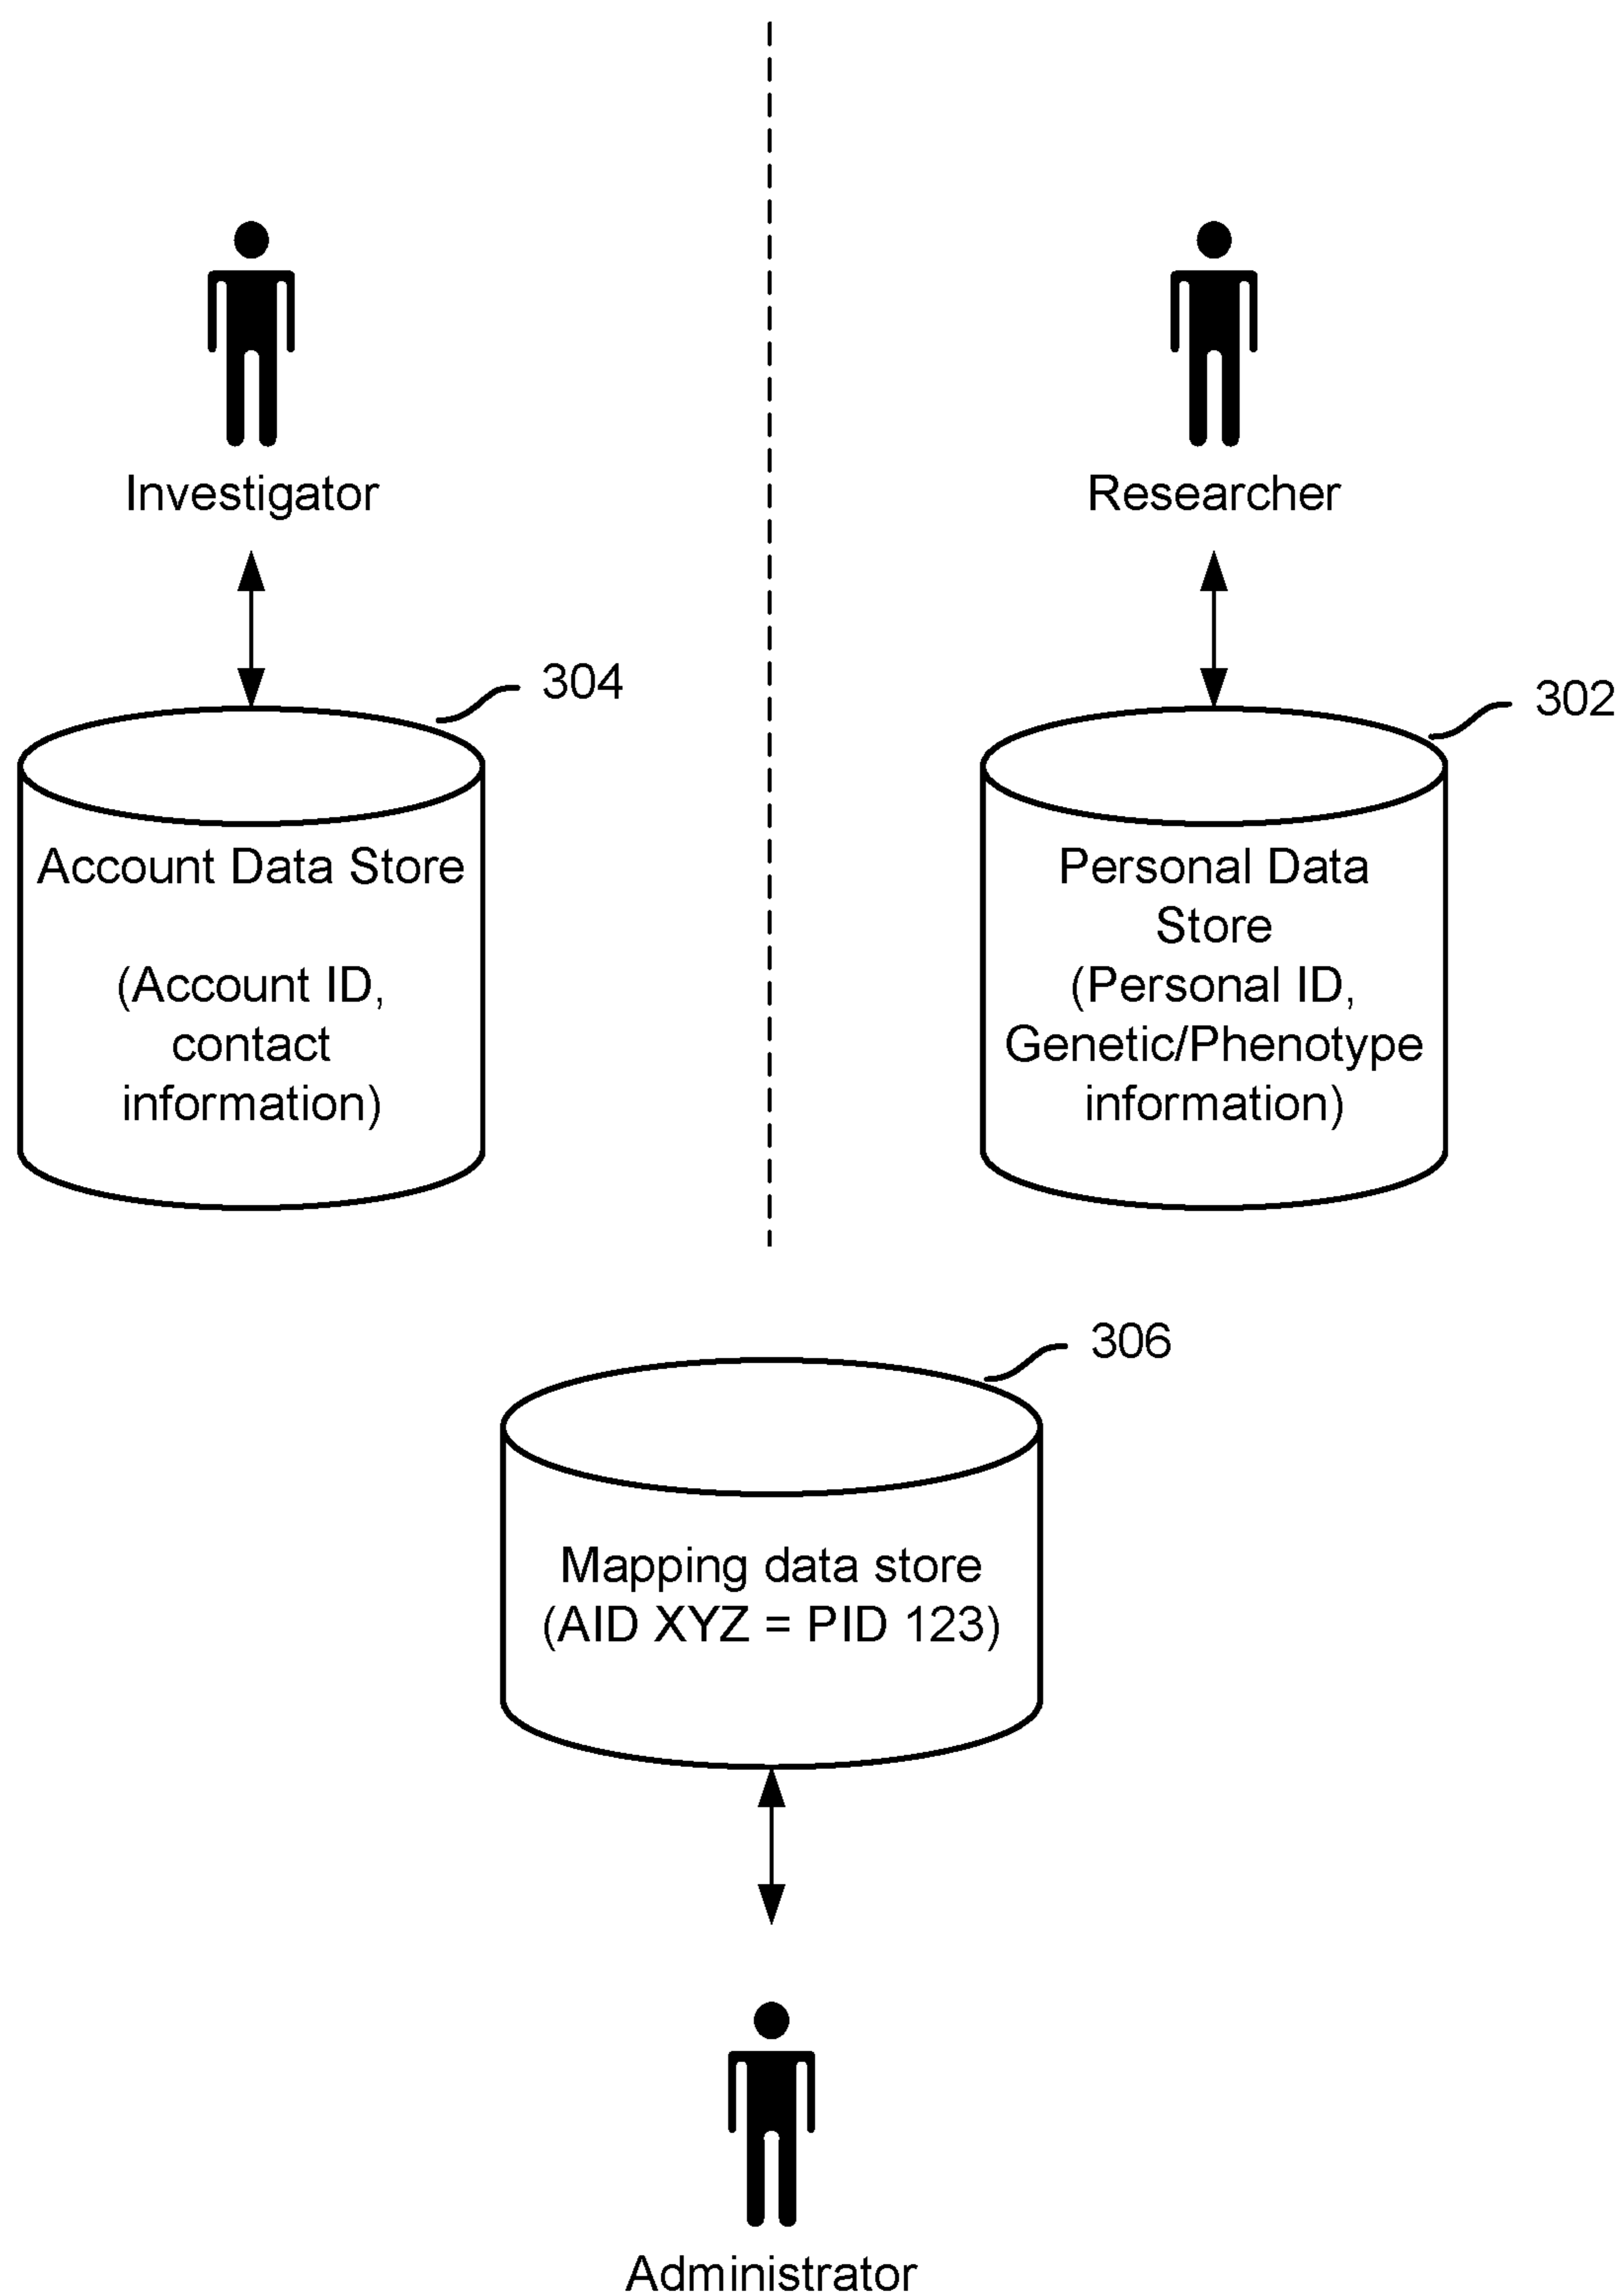 Investigator
Researcher
304
302
Account Data Store
(Account ID,
contact
information)
Personal Data
Store
(Personal ID,
Genetic/Phenotype
information)
306
Mapping data store
(AID XYZ = PID 123)
Administrator